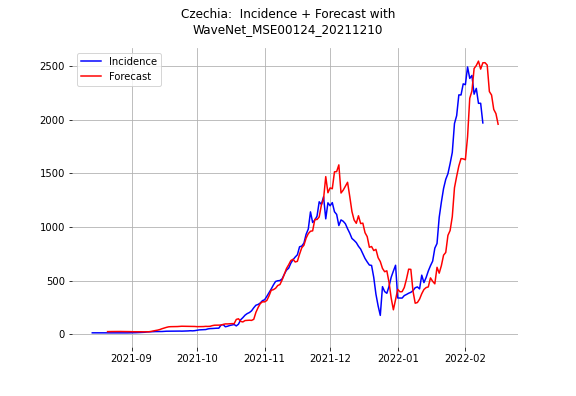 Czechia:  Incidence + Forecast with
WaveNet_MSE00124_20211210
Incidence
Forecast
2500
2000
1500
1000
500
0
2021-09 2021-10 2021-11 2021-12 2022-01 2022-02